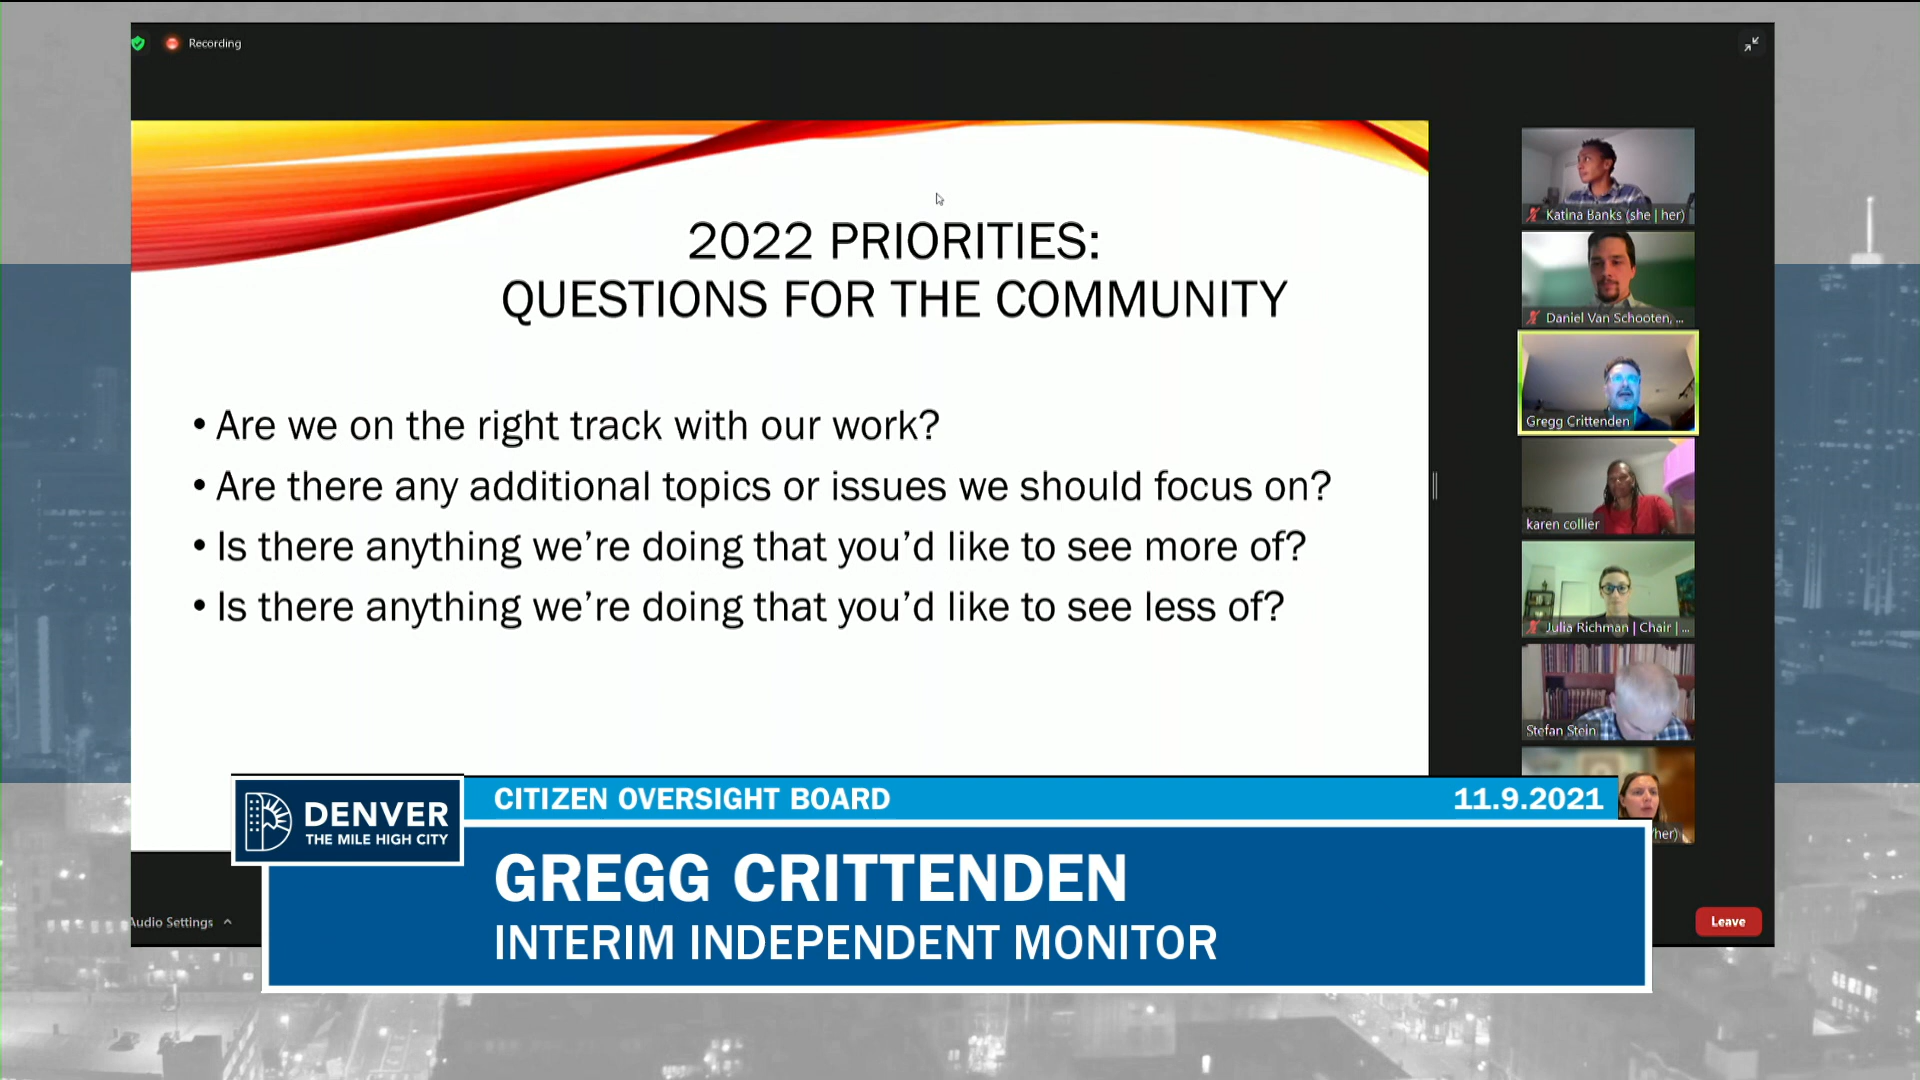 Recording
2022 PRIORITIES:
QUESTIONS FOR THE COMMUNITY
• Are we on the right track with our work?
• Are there any additional topics or issues we should focus on?
• Is there anything we're doing that you'd like to see more of?
• Is there anything we're doing that you'd like to see less of?
Katina Banks (she | her)
Daniel Van Schooten, ...
Gregg Crittenden
karen collier
Julia Richman | Chair | ...
Stefan Stein
/her)
DENVER
THE MILE HIGH CITY
CITIZEN OVERSIGHT BOARD
11.9.2021
GREGG CRITTENDEN
INTERIM INDEPENDENT MONITOR
Audio Settings
Leave